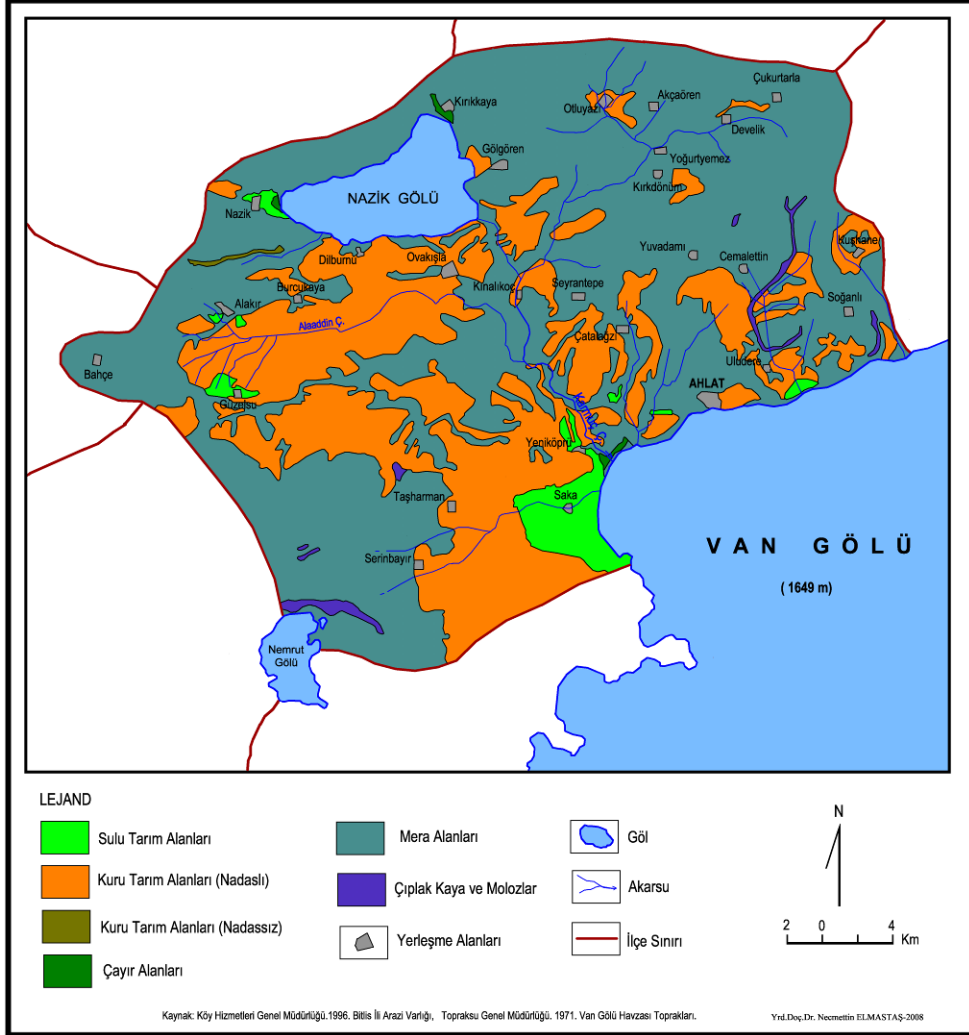 Çukurtarla
Kırıkkaya
Otluyazı
Akçaören
Develik
Gölgören
Yoğurtyemez
Kırkdönüm
NAZİK GÖLÜ
Nazik
Kuşhane
Dilburnu
Ovakışla
Yuvadamı
Cemalettin
Burcukaya
Kınalıkoç
Seyrantepe
Soğanlı
Alakır
Alaaddin Ç.
Çatalağzı
Bahçe
Uludere
AHLAT
Güzelsu
Karmuç Ç.
Yeniköprü
Taşharman
Saka
VAN GÖLÜ
Serinbayır
( 1649 m)
Nemrut
Gölü
LEJAND
Sulu Tarım Alanları
Mera Alanları
Göl
N
Kuru Tarım Alanları (Nadaslı)
Çıplak Kaya ve Molozlar
Akarsu
Kuru Tarım Alanları (Nadassız)
Yerleşme Alanları
İlçe Sınırı
2 0 4
Km
Çayır Alanları
Kaynak: Köy Hizmetleri Genel Müdürlüğü.1996. Bitlis İli Arazi Varlığı, Topraksu Genel Müdürlüğü. 1971. Van Gölü Havzası Toprakları.
Yrd.Doç.Dr. Necmettin ELMASTAŞ-2008